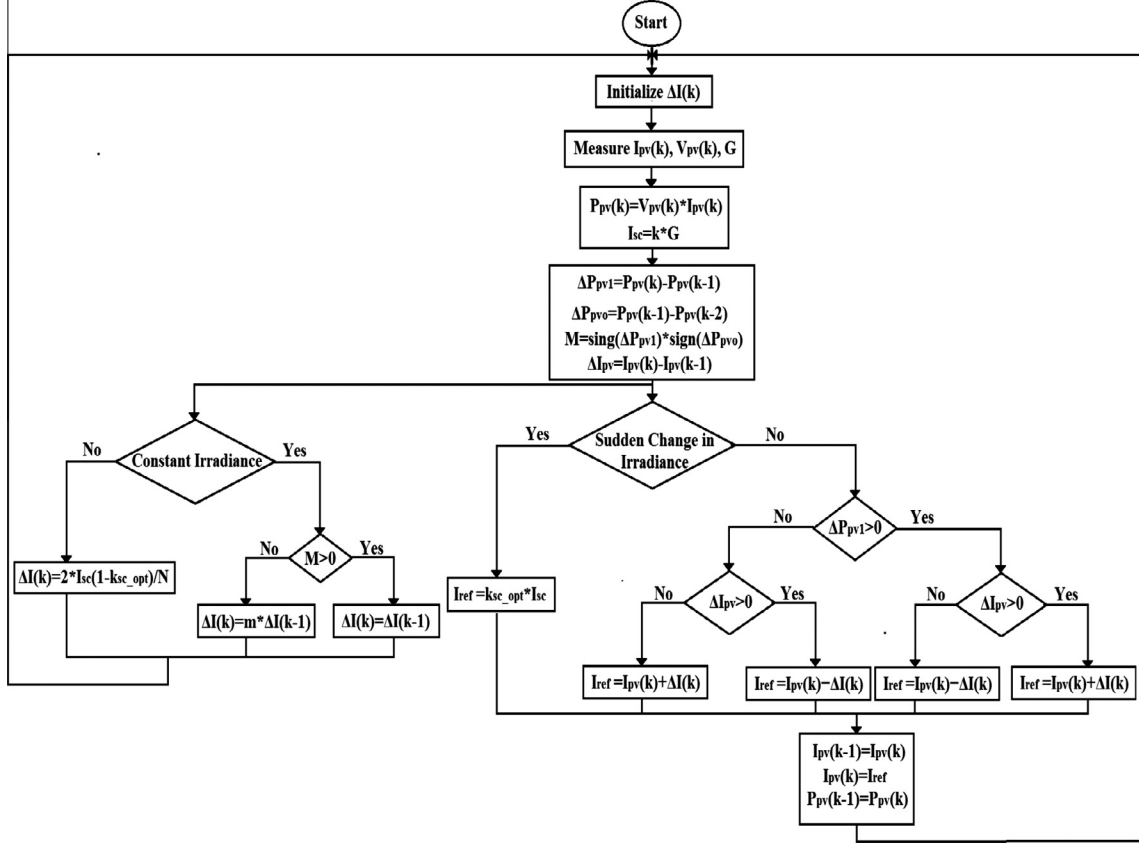 Start
Initialize ΔI(k)
Measure Ipv(k), Vpv(k), G
Ppv(k)=Vpv(k)*Ipv(k)
Isc=k*G
ΔPpv1=Ppv(k)-Ppv(k-1)
ΔPpvo=Ppv(k-1)-Ppv(k-2)
M=sing(ΔPpv1)*sign(ΔPpvo)
ΔIpv=Ipv(k)-Ipv(k-1)
No
Constant Irradiance
Yes
No
M>0
Yes
ΔI(k)=2*Isc(1-ksc_opt)/N
ΔI(k)=m*ΔI(k-1)
ΔI(k)=ΔI(k-1)
Yes
Sudden Change in
Irradiance
No
Iref =ksc_opt*Isc
No
ΔPpv1>0
Yes
No
ΔIpv>0
Yes
No
ΔIpv>0
Yes
Iref =Ipv(k)+ΔI(k)
Iref =Ipv(k)−ΔI(k)
Iref =Ipv(k)−ΔI(k)
Iref =Ipv(k)+ΔI(k)
Ipv(k-1)=Ipv(k)
Ipv(k)=Iref
Ppv(k-1)=Ppv(k)